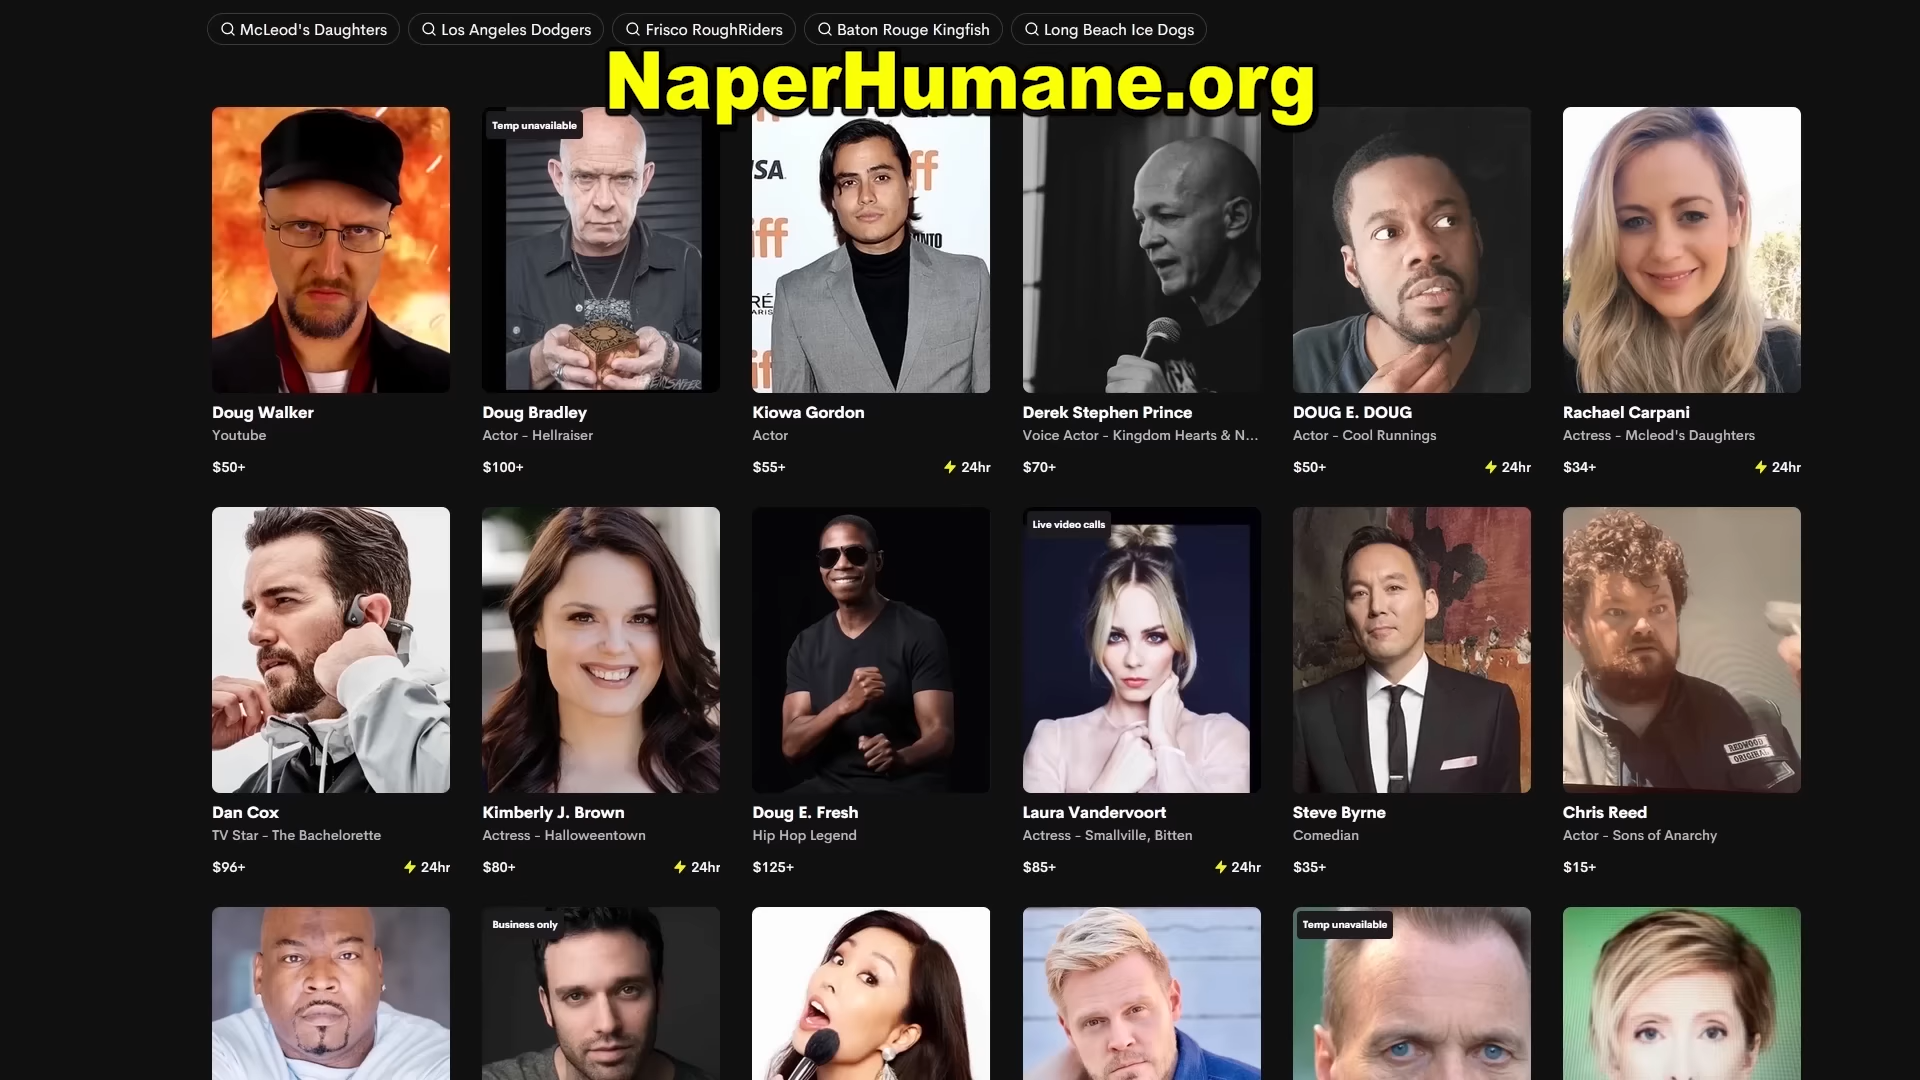 McLeod's Daughters
Los Angeles Dodgers
Frisco RoughRiders
Baton Rouge Kingfish
Long Beach Ice Dogs
NaperHumane.org
Temp unavailable
Doug Walker
Youtube
$50+
Doug Bradley
Actor - Hellraiser
$100+
Kiowa Gordon
Actor
$55+
24hr
Derek Stephen Prince
Voice Actor - Kingdom Hearts & N...
$70+
DOUG E. DOUG
Actor - Cool Runnings
$50+
24hr
Rachael Carpani
Actress - Mcleod's Daughters
$34+
24hr
Live video calls
REDWOOD
ORIGINAL
Dan Cox
TV Star - The Bachelorette
$96+
24hr
Kimberly J. Brown
Actress - Halloweentown
$80+
24hr
Doug E. Fresh
Hip Hop Legend
$125+
Laura Vandervoort
Actress - Smallville, Bitten
$85+
24hr
Steve Byrne
Comedian
$35+
Chris Reed
Actor - Sons of Anarchy
$15+
Business only
Temp unavailable